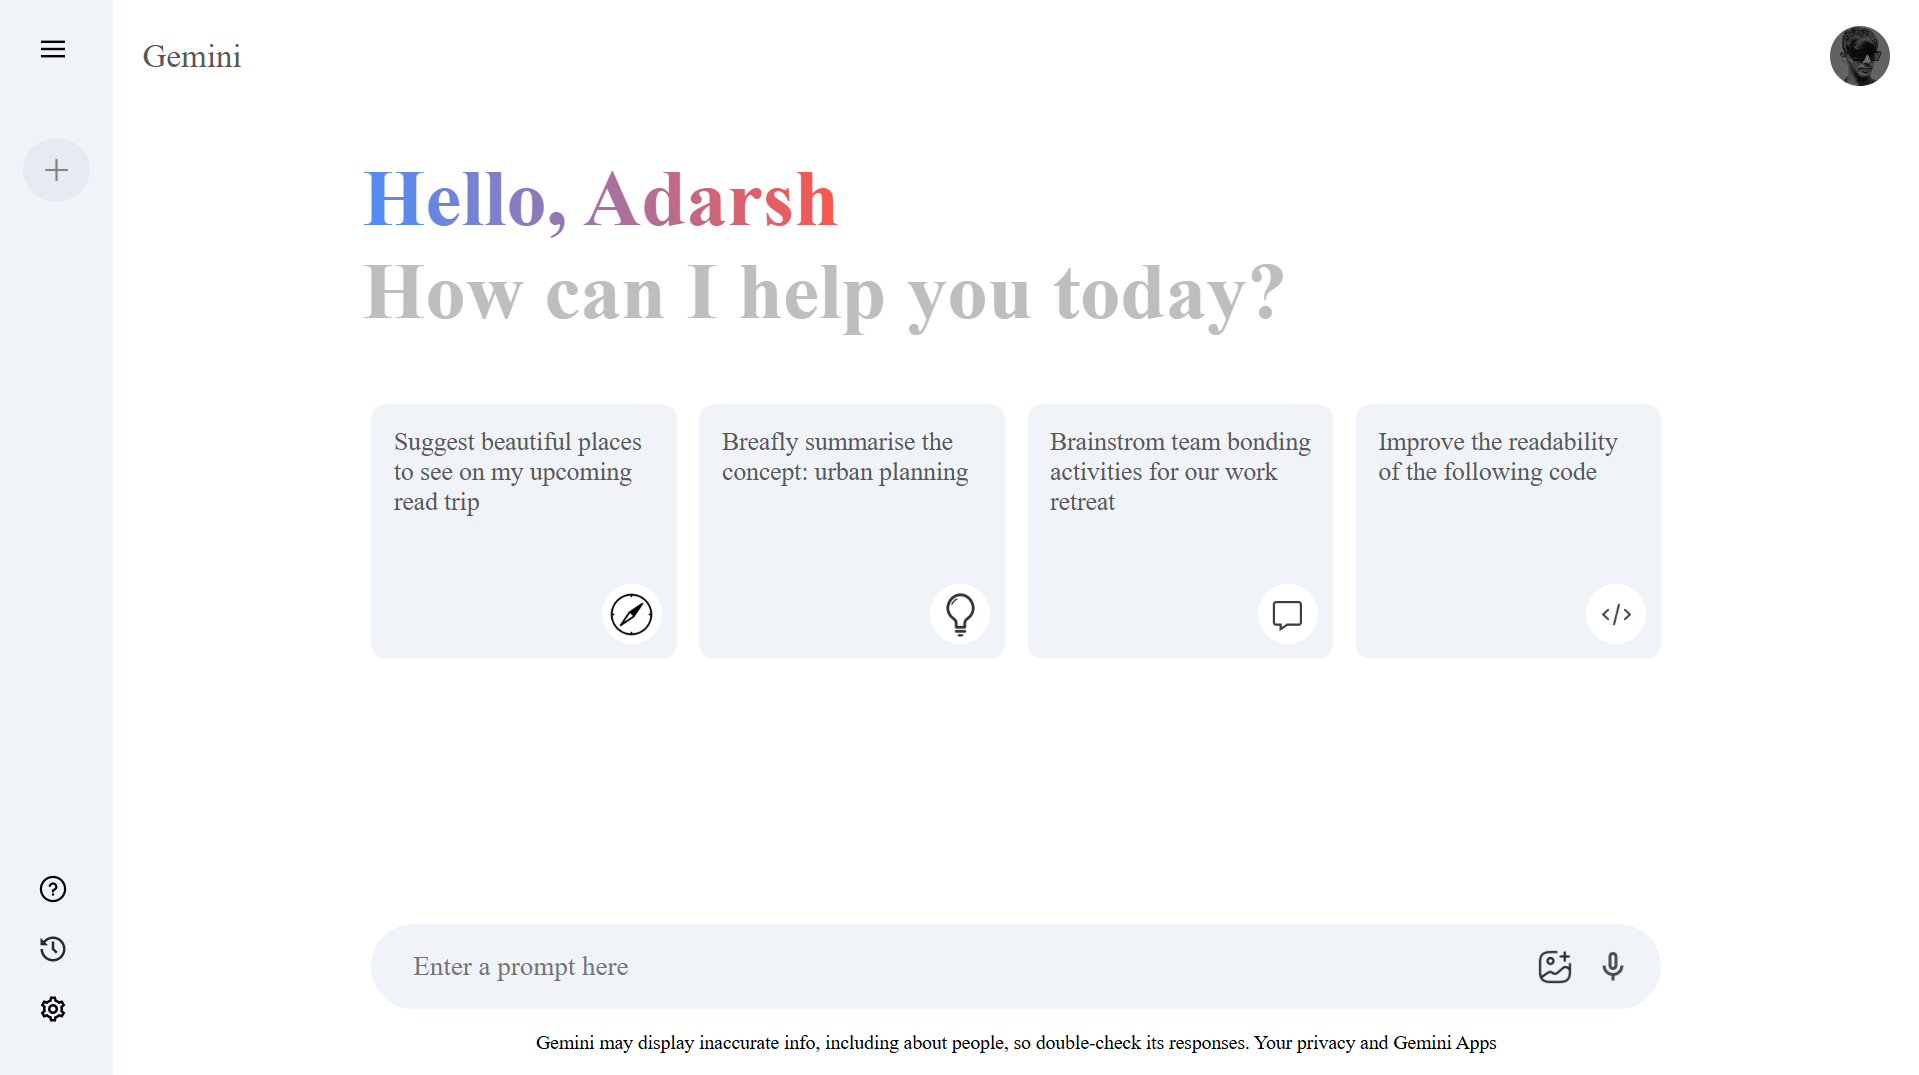 Gemini
Hello, Adarsh
How can I help you today?
Suggest beautiful places
to see on my upcoming
read trip
Breafly summarise the
concept: urban planning
Brainstrom team bonding
activities for our work
retreat
Improve the readability
of the following code
Enter a prompt here
Gemini may display inaccurate info, including about people, so double-check its responses. Your privacy and Gemini Apps